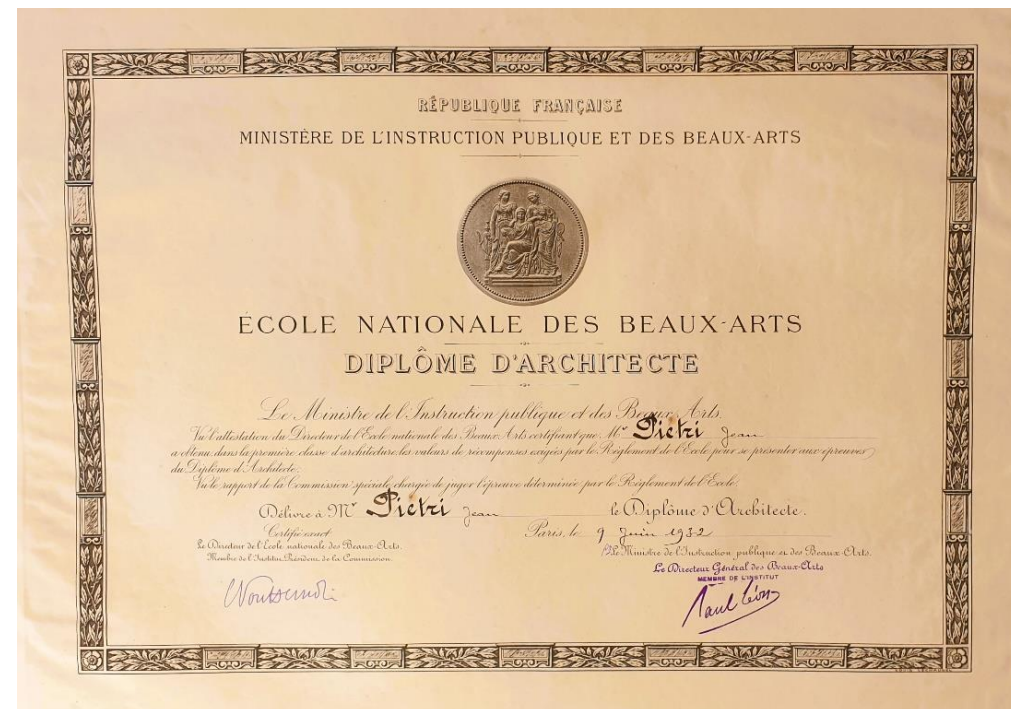 RÉPUBLIQUE FRANÇAISE
MINISTÈRE DE L'INSTRUCTION PUBLIQUE ET DES BEAUX-ARTS
ÉCOLE NATIONALE DES BEAUX-ARTS
DIPLÔME D'ARCHITECTE
Le Ministre de l'Instruction publique et des Beaux-Arts.
Vu l'attestation du Directeur de l'Ecole nationale des Beaux-Arts certifiant que Mr Pietri Jean
a obtenu, dans la première classe d'architecture, les valeurs de récompenses exigées par le Règlement de l'Ecole, pour se présenter aux épreuves
du Diplôme d'Architecte.
Vu le rapport de la Commission spéciale chargée de juger l'épreuve déterminée par le Règlement de l'Ecole.
Délivre à Mr Pietri Jean le Diplôme d'Architecte.
Certifié exact
Paris, le 9 Juin 1932
Le Directeur de l'Ecole nationale des Beaux-Arts.
Membre de l'Institut Président de la Commission.
Le Ministre de l'Instruction publique et des Beaux-Arts.
Le Directeur Général des Beaux-Arts
MEMBRE DE L'INSTITUT
Paul Léon